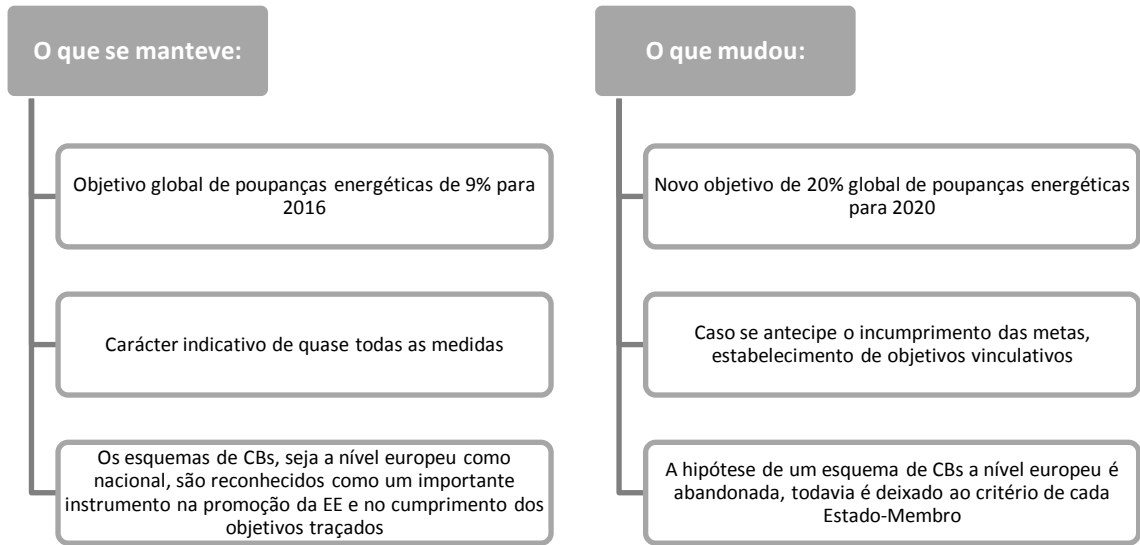 O que se manteve:
Objetivo global de poupanças energéticas de 9% para
2016
Carácter indicativo de quase todas as medidas
Os esquemas de CBs, seja a nível europeu como
nacional, são reconhecidos como um importante
instrumento na promoção da EE e no cumprimento dos
objetivos traçados
O que mudou:
Novo objetivo de 20% global de poupanças energéticas
para 2020
Caso se antecipe o incumprimento das metas,
estabelecimento de objetivos vinculativos
A hipótese de um esquema de CBs a nível europeu é
abandonada, todavia é deixado ao critério de cada
Estado-Membro